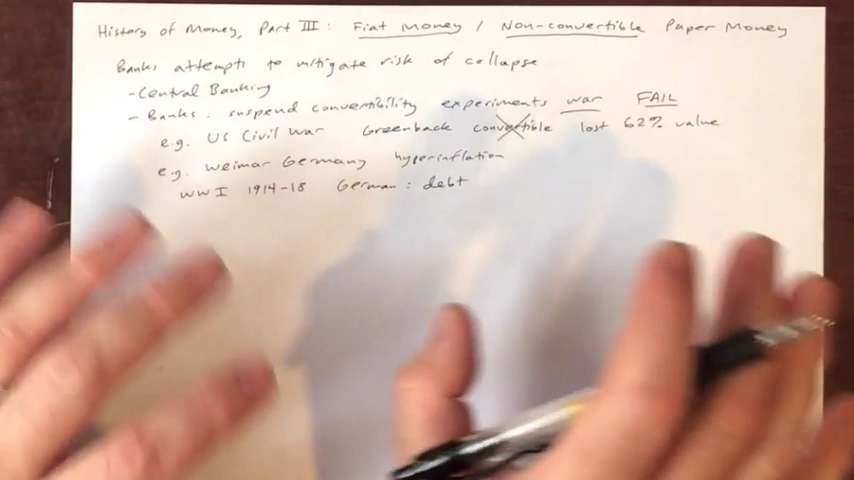 History of Money, Part III: Fiat Money / Non-convertible Paper Money
Banks attempts to mitigate risk of collapse
- Central Banking
- Banks: suspend convertibility experiments war FAIL
e.g. US Civil War Greenback convertible lost 62% value
e.g. Weimar Germany hyperinflation
WWI 1914-18 German: debt